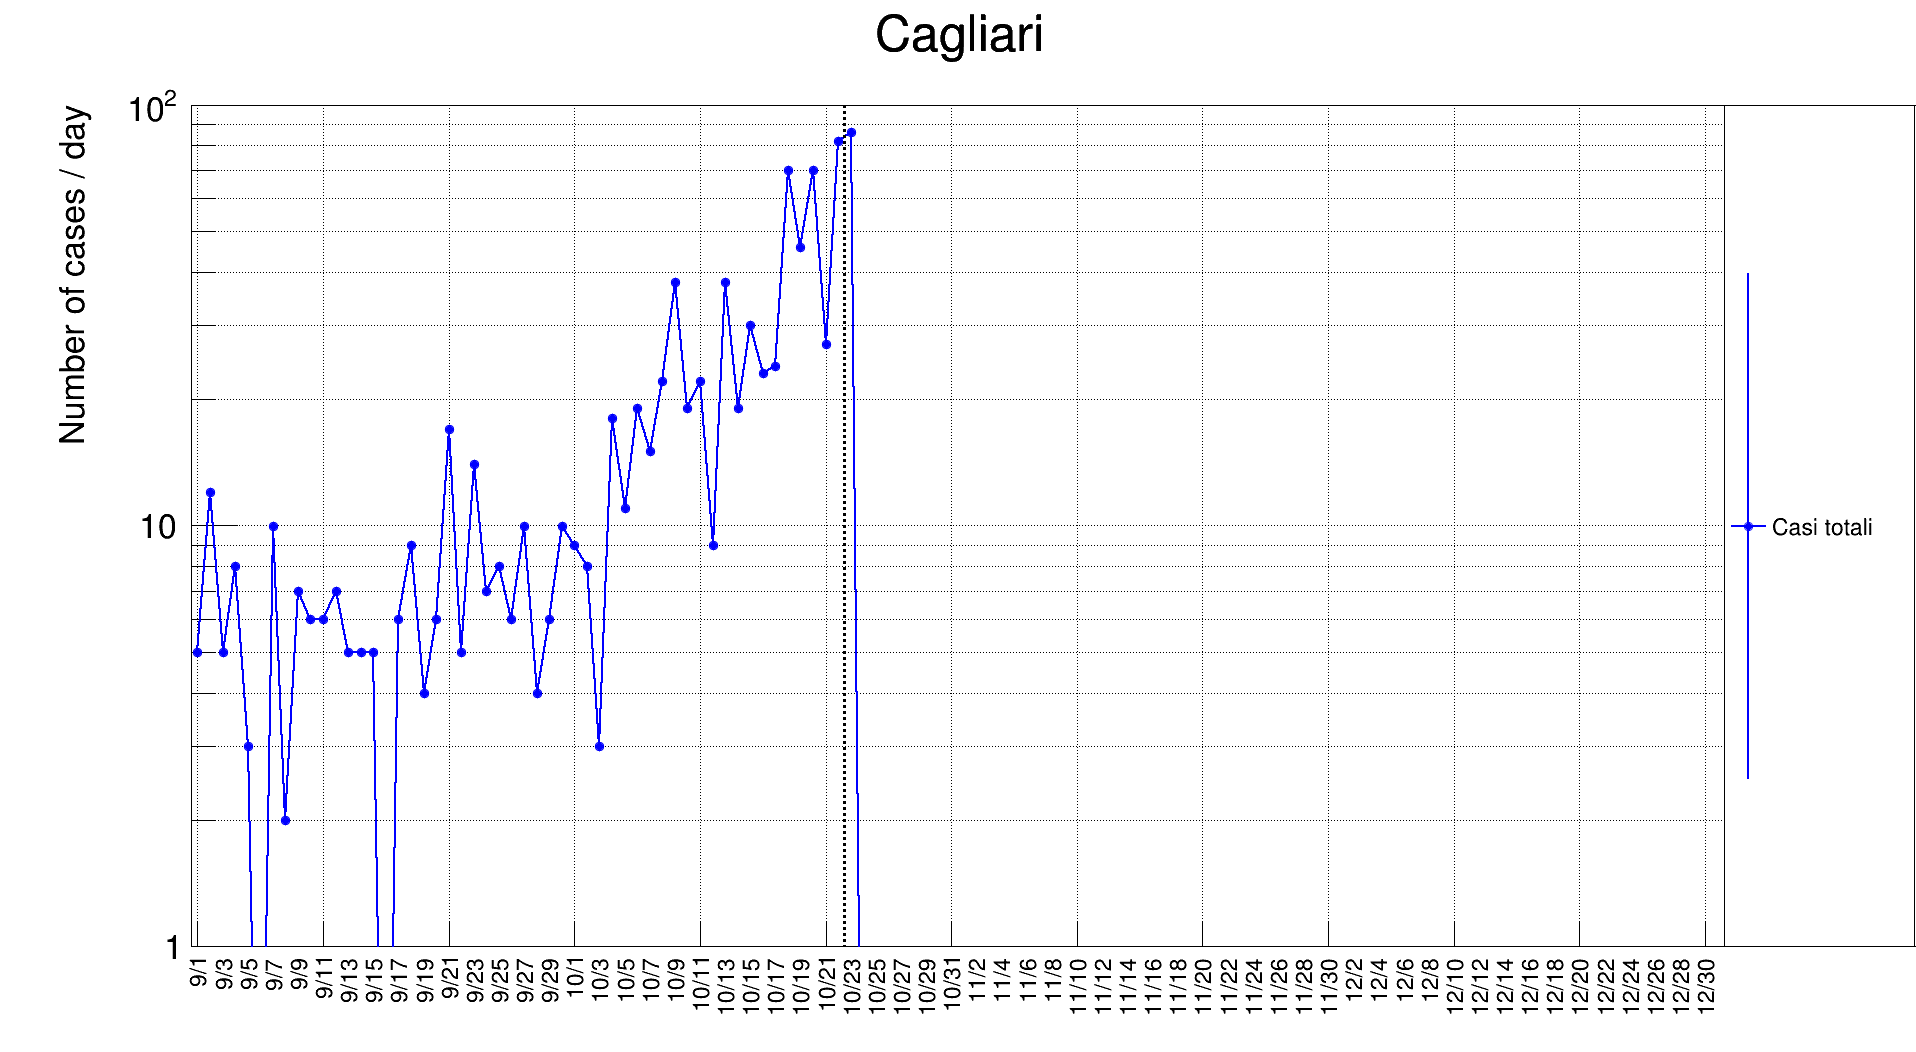 Cagliari
Number of cases / day
10²
10
1
9/1 9/3 9/5 9/7 9/9 9/11 9/13 9/15 9/17 9/19 9/21 9/23 9/25 9/27 9/29 10/1 10/3 10/5 10/7 10/9 10/11 10/13 10/15 10/17 10/19 10/21 10/23 10/25 10/27 10/29 10/31 11/2 11/4 11/6 11/8 11/10 11/12 11/14 11/16 11/18 11/20 11/22 11/24 11/26 11/28 11/30 12/2 12/4 12/6 12/8 12/10 12/12 12/14 12/16 12/18 12/20 12/22 12/24 12/26 12/28 12/30
Casi totali